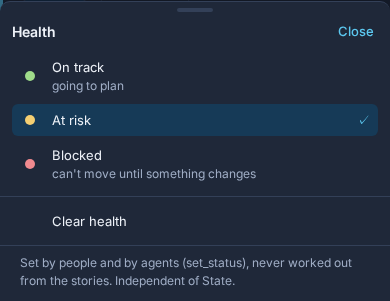 Health
Close
On track
going to plan
At risk
✓
Blocked
can't move until something changes
Clear health
Set by people and by agents (set_status), never worked out
from the stories. Independent of State.